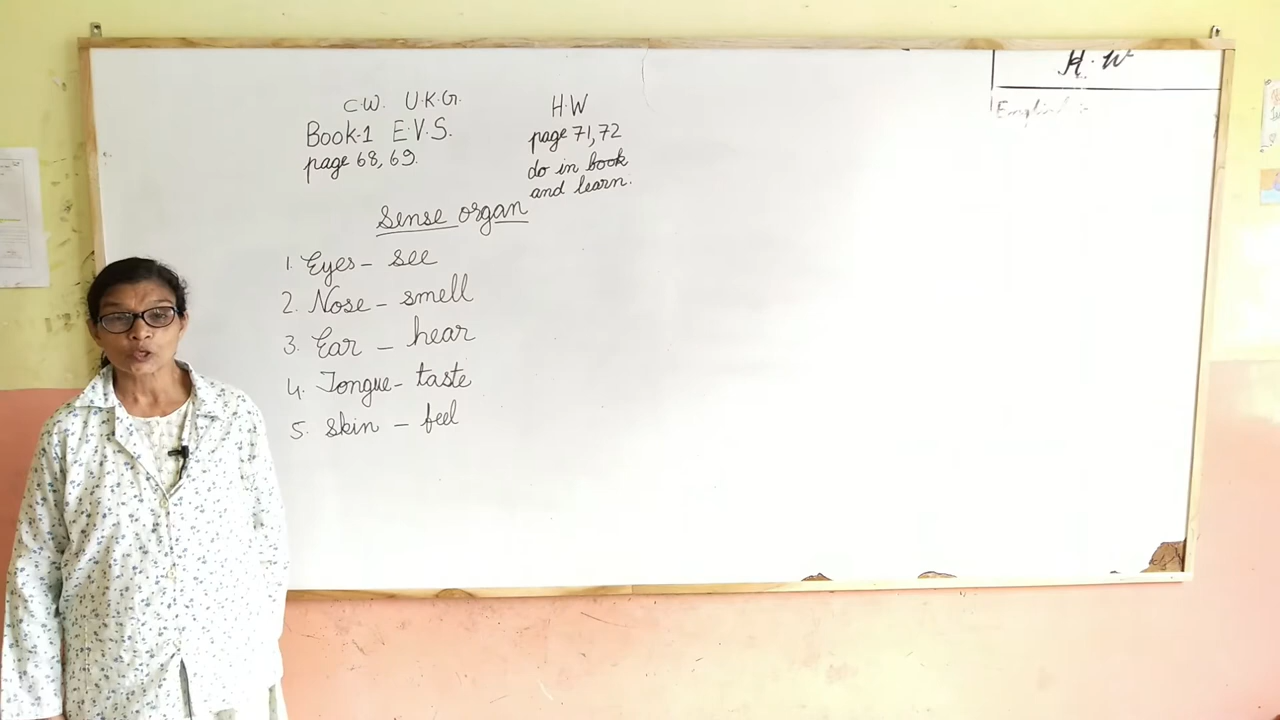 C.W. U.K.G.
Book-1 E.V.S.
page 68, 69.
H.W
page 71, 72
do in book
and learn.
Sense organ
1. Eyes – see
2. Nose – smell
3. Ear – hear
4. Tongue – taste
5. Skin – feel
H.W
English :-